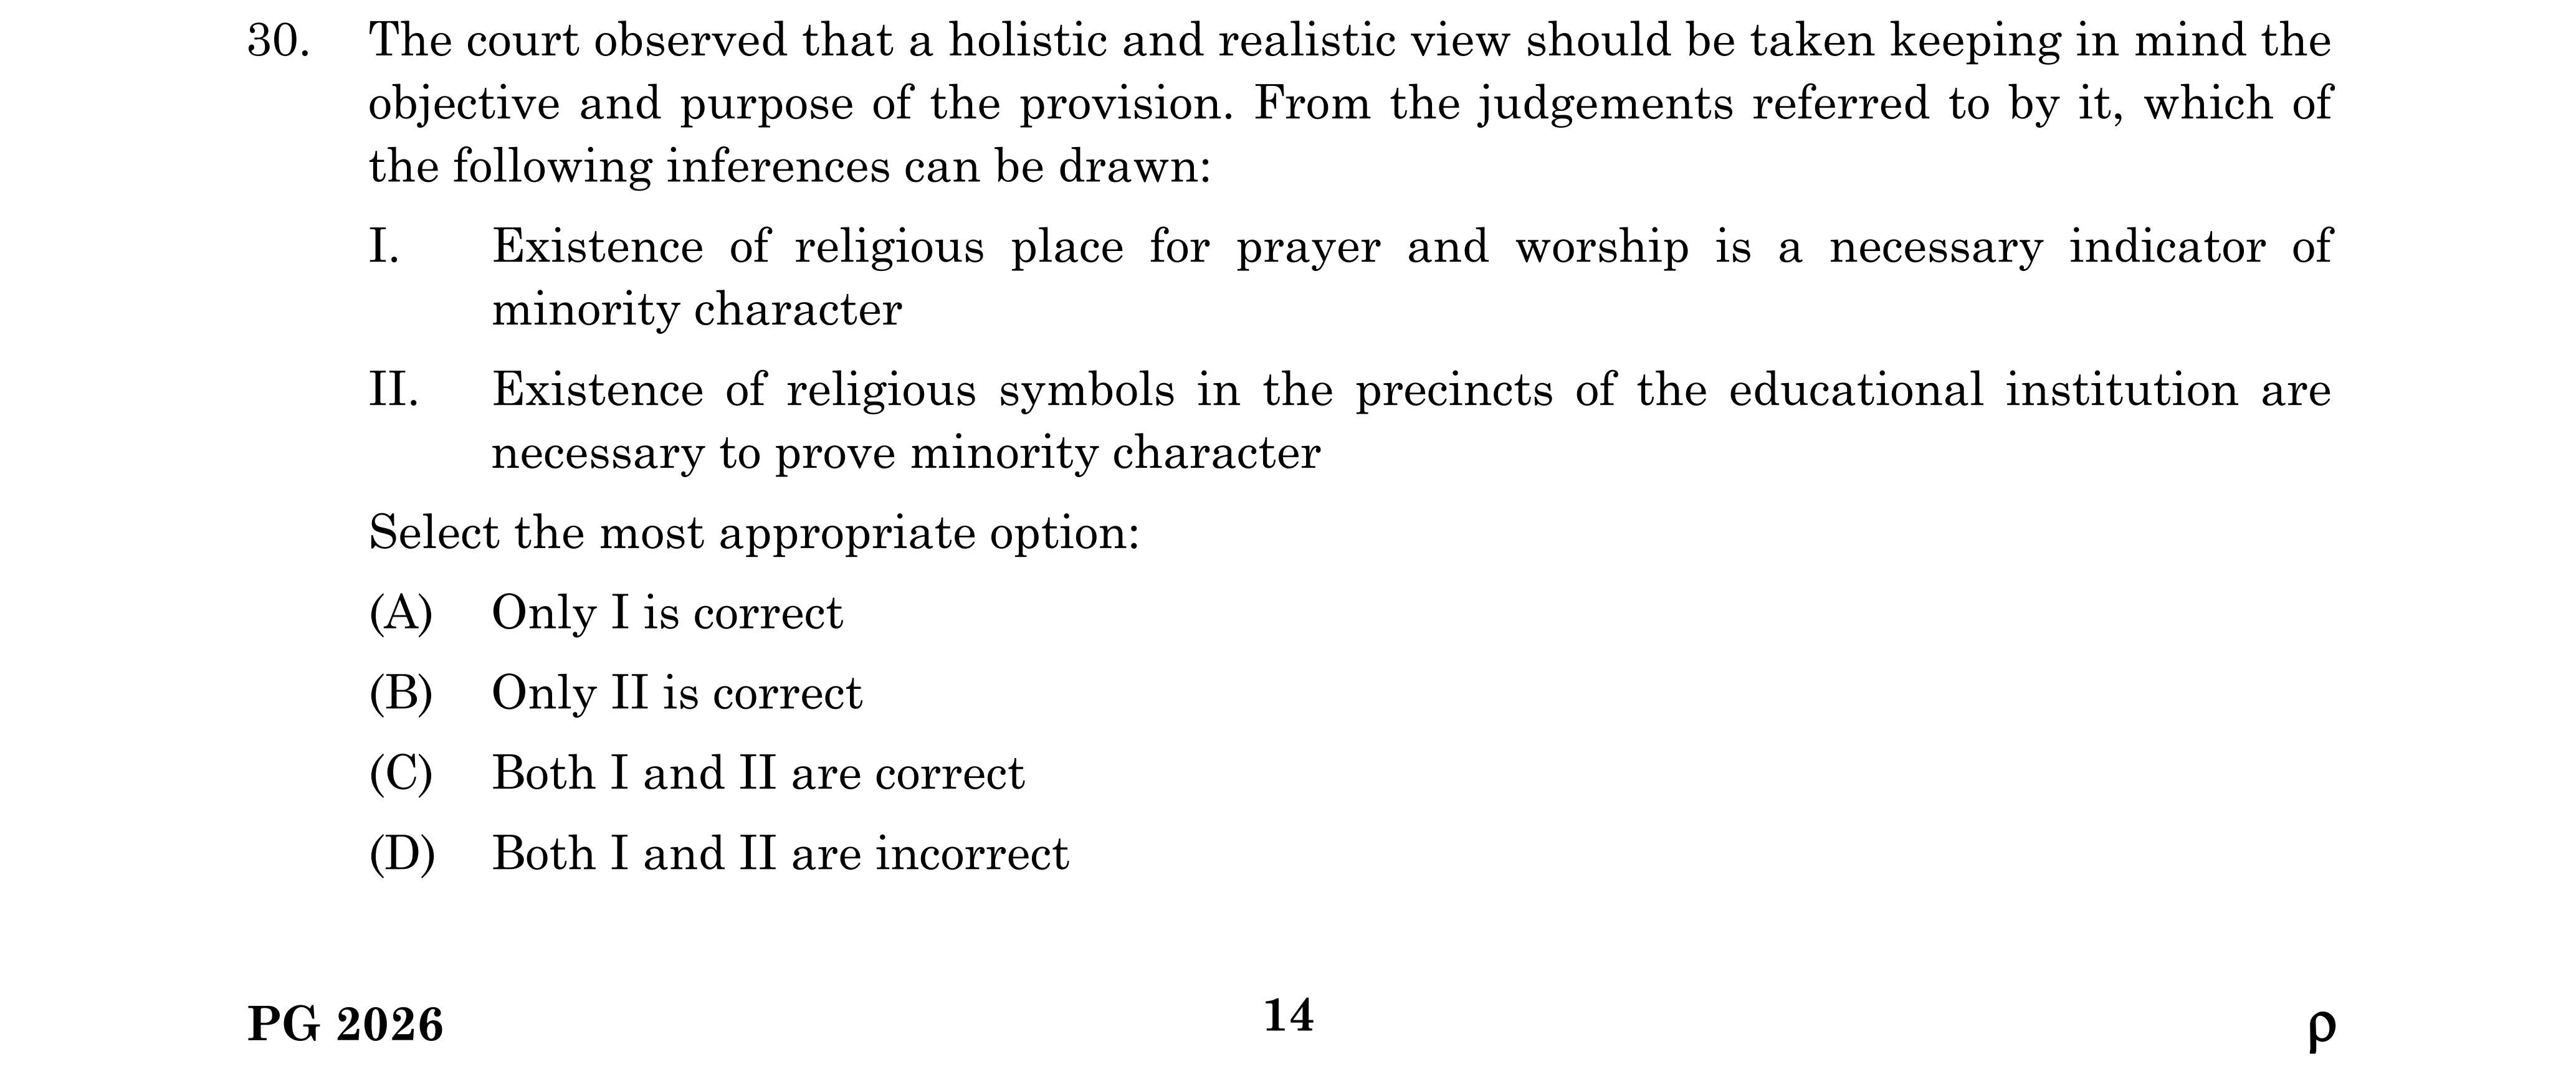 30. The court observed that a holistic and realistic view should be taken keeping in mind the
objective and purpose of the provision. From the judgements referred to by it, which of
the following inferences can be drawn:
I. Existence of religious place for prayer and worship is a necessary indicator of
minority character
II. Existence of religious symbols in the precincts of the educational institution are
necessary to prove minority character
Select the most appropriate option:
(A) Only I is correct
(B) Only II is correct
(C) Both I and II are correct
(D) Both I and II are incorrect
PG 2026 14 ρ